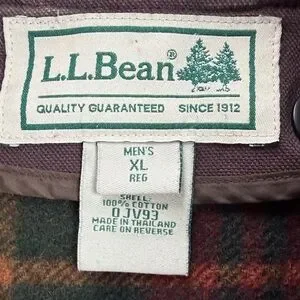 L.L.Bean®
QUALITY GUARANTEED SINCE 1912
MEN'S
XL
REG
SHELL:
100% COTTON
0JV93
MADE IN THAILAND
CARE ON REVERSE